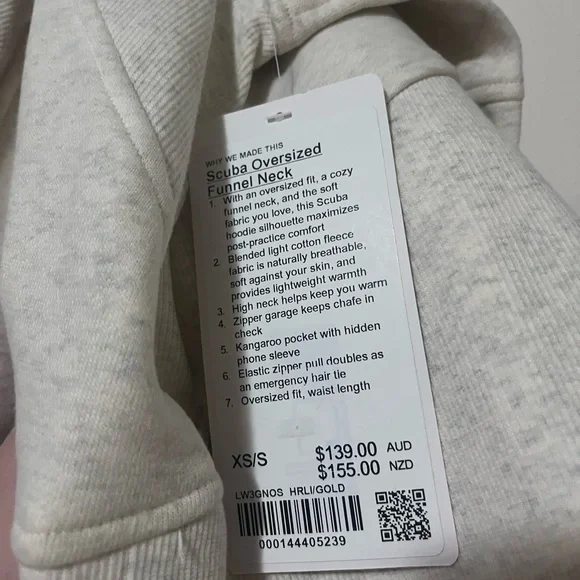 WHY WE MADE THIS
Scuba Oversized
Funnel Neck
1. With an oversized fit, a cozy
funnel neck, and the soft
fabric you love, this Scuba
hoodie silhouette maximizes
post-practice comfort
2. Blended light cotton fleece
fabric is naturally breathable,
soft against your skin, and
provides lightweight warmth
3. High neck helps keep you warm
4. Zipper garage keeps chafe in
check
5. Kangaroo pocket with hidden
phone sleeve
6. Elastic zipper pull doubles as
an emergency hair tie
7. Oversized fit, waist length
XS/S $139.00 AUD
$155.00 NZD
LW3GNOS HRLI/GOLD
000144405239